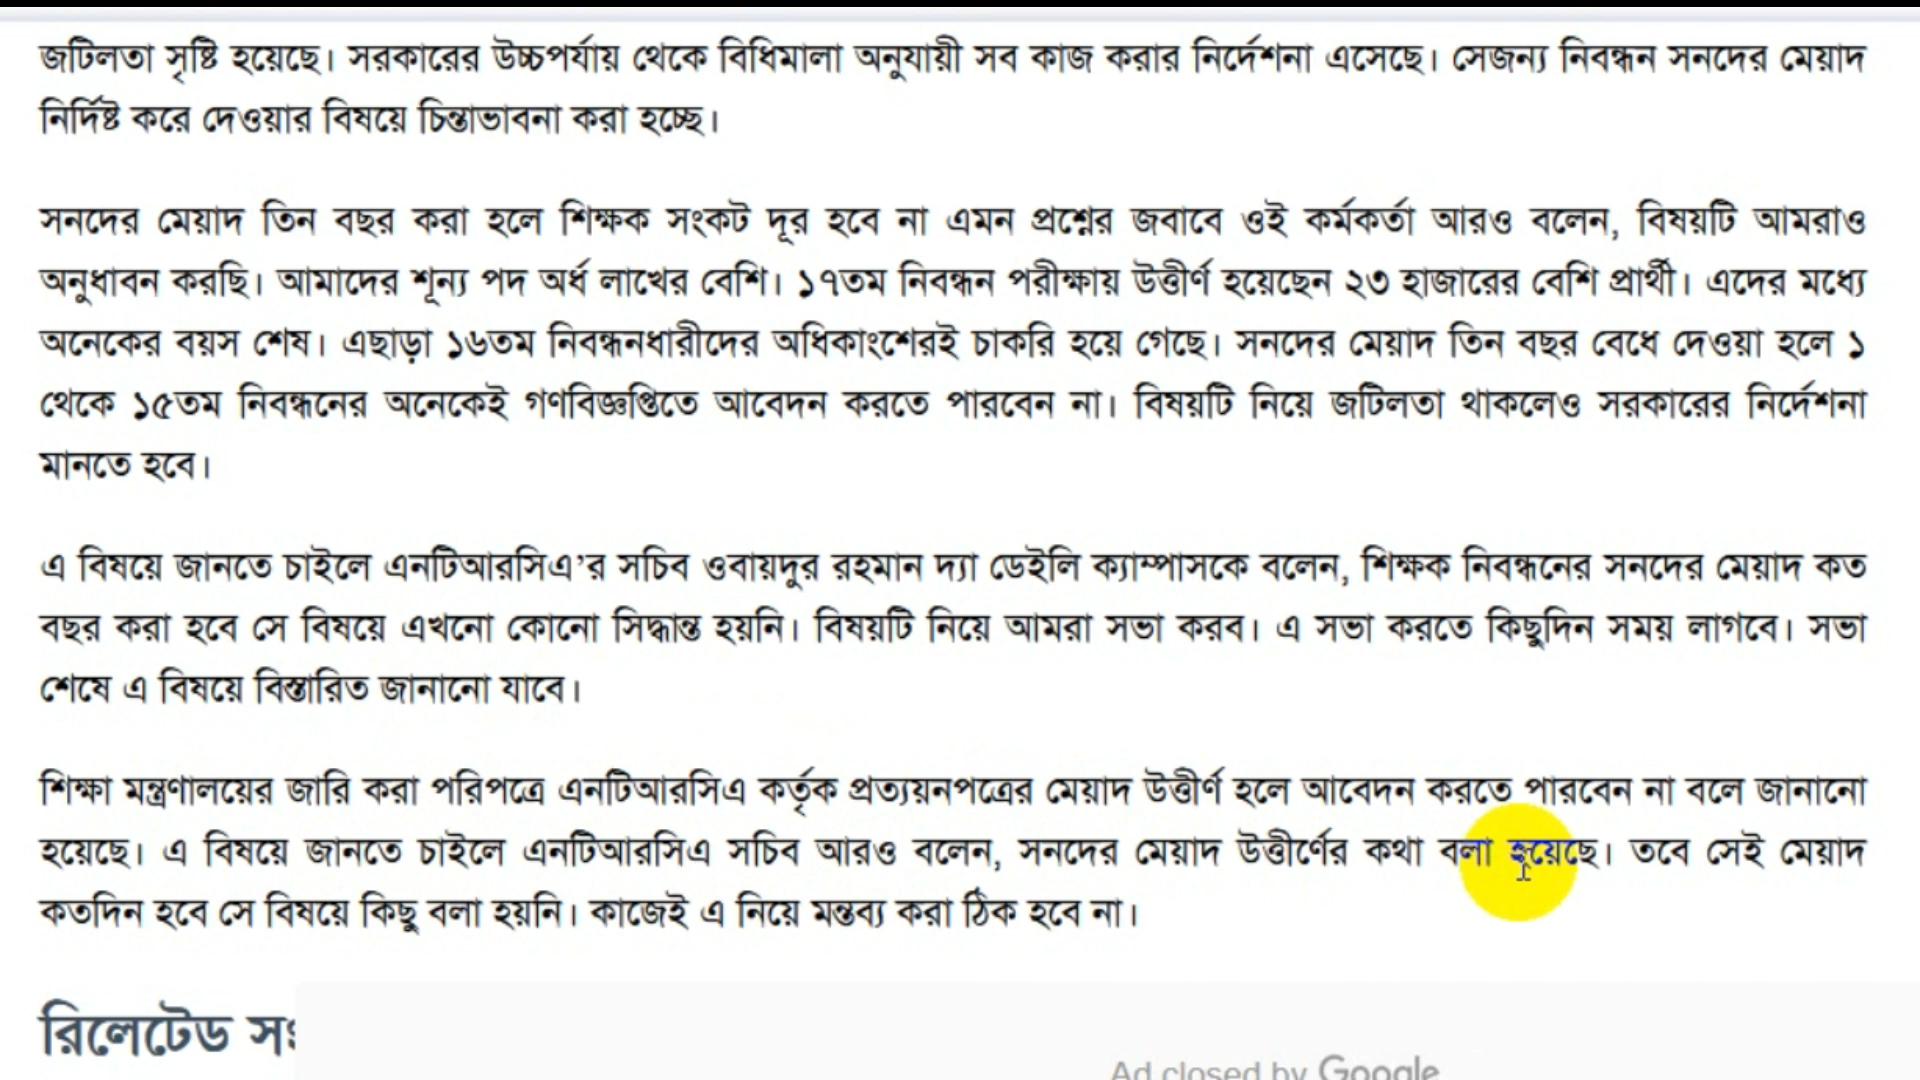 জটিলতা সৃষ্টি হয়েছে। সরকারের উচ্চপর্যায় থেকে বিধিমালা অনুযায়ী সব কাজ করার নির্দেশনা এসেছে। সেজন্য নিবন্ধন সনদের মেয়াদ
নির্দিষ্ট করে দেওয়ার বিষয়ে চিন্তাভাবনা করা হচ্ছে।
সনদের মেয়াদ তিন বছর করা হলে শিক্ষক সংকট দূর হবে না এমন প্রশ্নের জবাবে ওই কর্মকর্তা আরও বলেন, বিষয়টি আমরাও
অনুধাবন করছি। আমাদের শূন্য পদ অর্ধ লাখের বেশি। ১৭তম নিবন্ধন পরীক্ষায় উত্তীর্ণ হয়েছেন ২৩ হাজারের বেশি প্রার্থী। এদের মধ্যে
অনেকের বয়স শেষ। এছাড়া ১৬তম নিবন্ধনধারীদের অধিকাংশেরই চাকরি হয়ে গেছে। সনদের মেয়াদ তিন বছর বেধে দেওয়া হলে ১
থেকে ১৫তম নিবন্ধনের অনেকেই গণবিজ্ঞপ্তিতে আবেদন করতে পারবেন না। বিষয়টি নিয়ে জটিলতা থাকলেও সরকারের নির্দেশনা
মানতে হবে।
এ বিষয়ে জানতে চাইলে এনটিআরসিএ’র সচিব ওবায়দুর রহমান দ্যা ডেইলি ক্যাম্পাসকে বলেন, শিক্ষক নিবন্ধনের সনদের মেয়াদ কত
বছর করা হবে সে বিষয়ে এখনো কোনো সিদ্ধান্ত হয়নি। বিষয়টি নিয়ে আমরা সভা করব। এ সভা করতে কিছুদিন সময় লাগবে। সভা
শেষে এ বিষয়ে বিস্তারিত জানানো যাবে।
শিক্ষা মন্ত্রণালয়ের জারি করা পরিপত্রে এনটিআরসিএ কর্তৃক প্রত্যয়নপত্রের মেয়াদ উত্তীর্ণ হলে আবেদন করতে পারবেন না বলে জানানো
হয়েছে। এ বিষয়ে জানতে চাইলে এনটিআরসিএ সচিব আরও বলেন, সনদের মেয়াদ উত্তীর্ণের কথা বলা হয়েছে। তবে সেই মেয়াদ
কতদিন হবে সে বিষয়ে কিছু বলা হয়নি। কাজেই এ নিয়ে মন্তব্য করা ঠিক হবে না।
রিলেটেড
Ad closed by Google